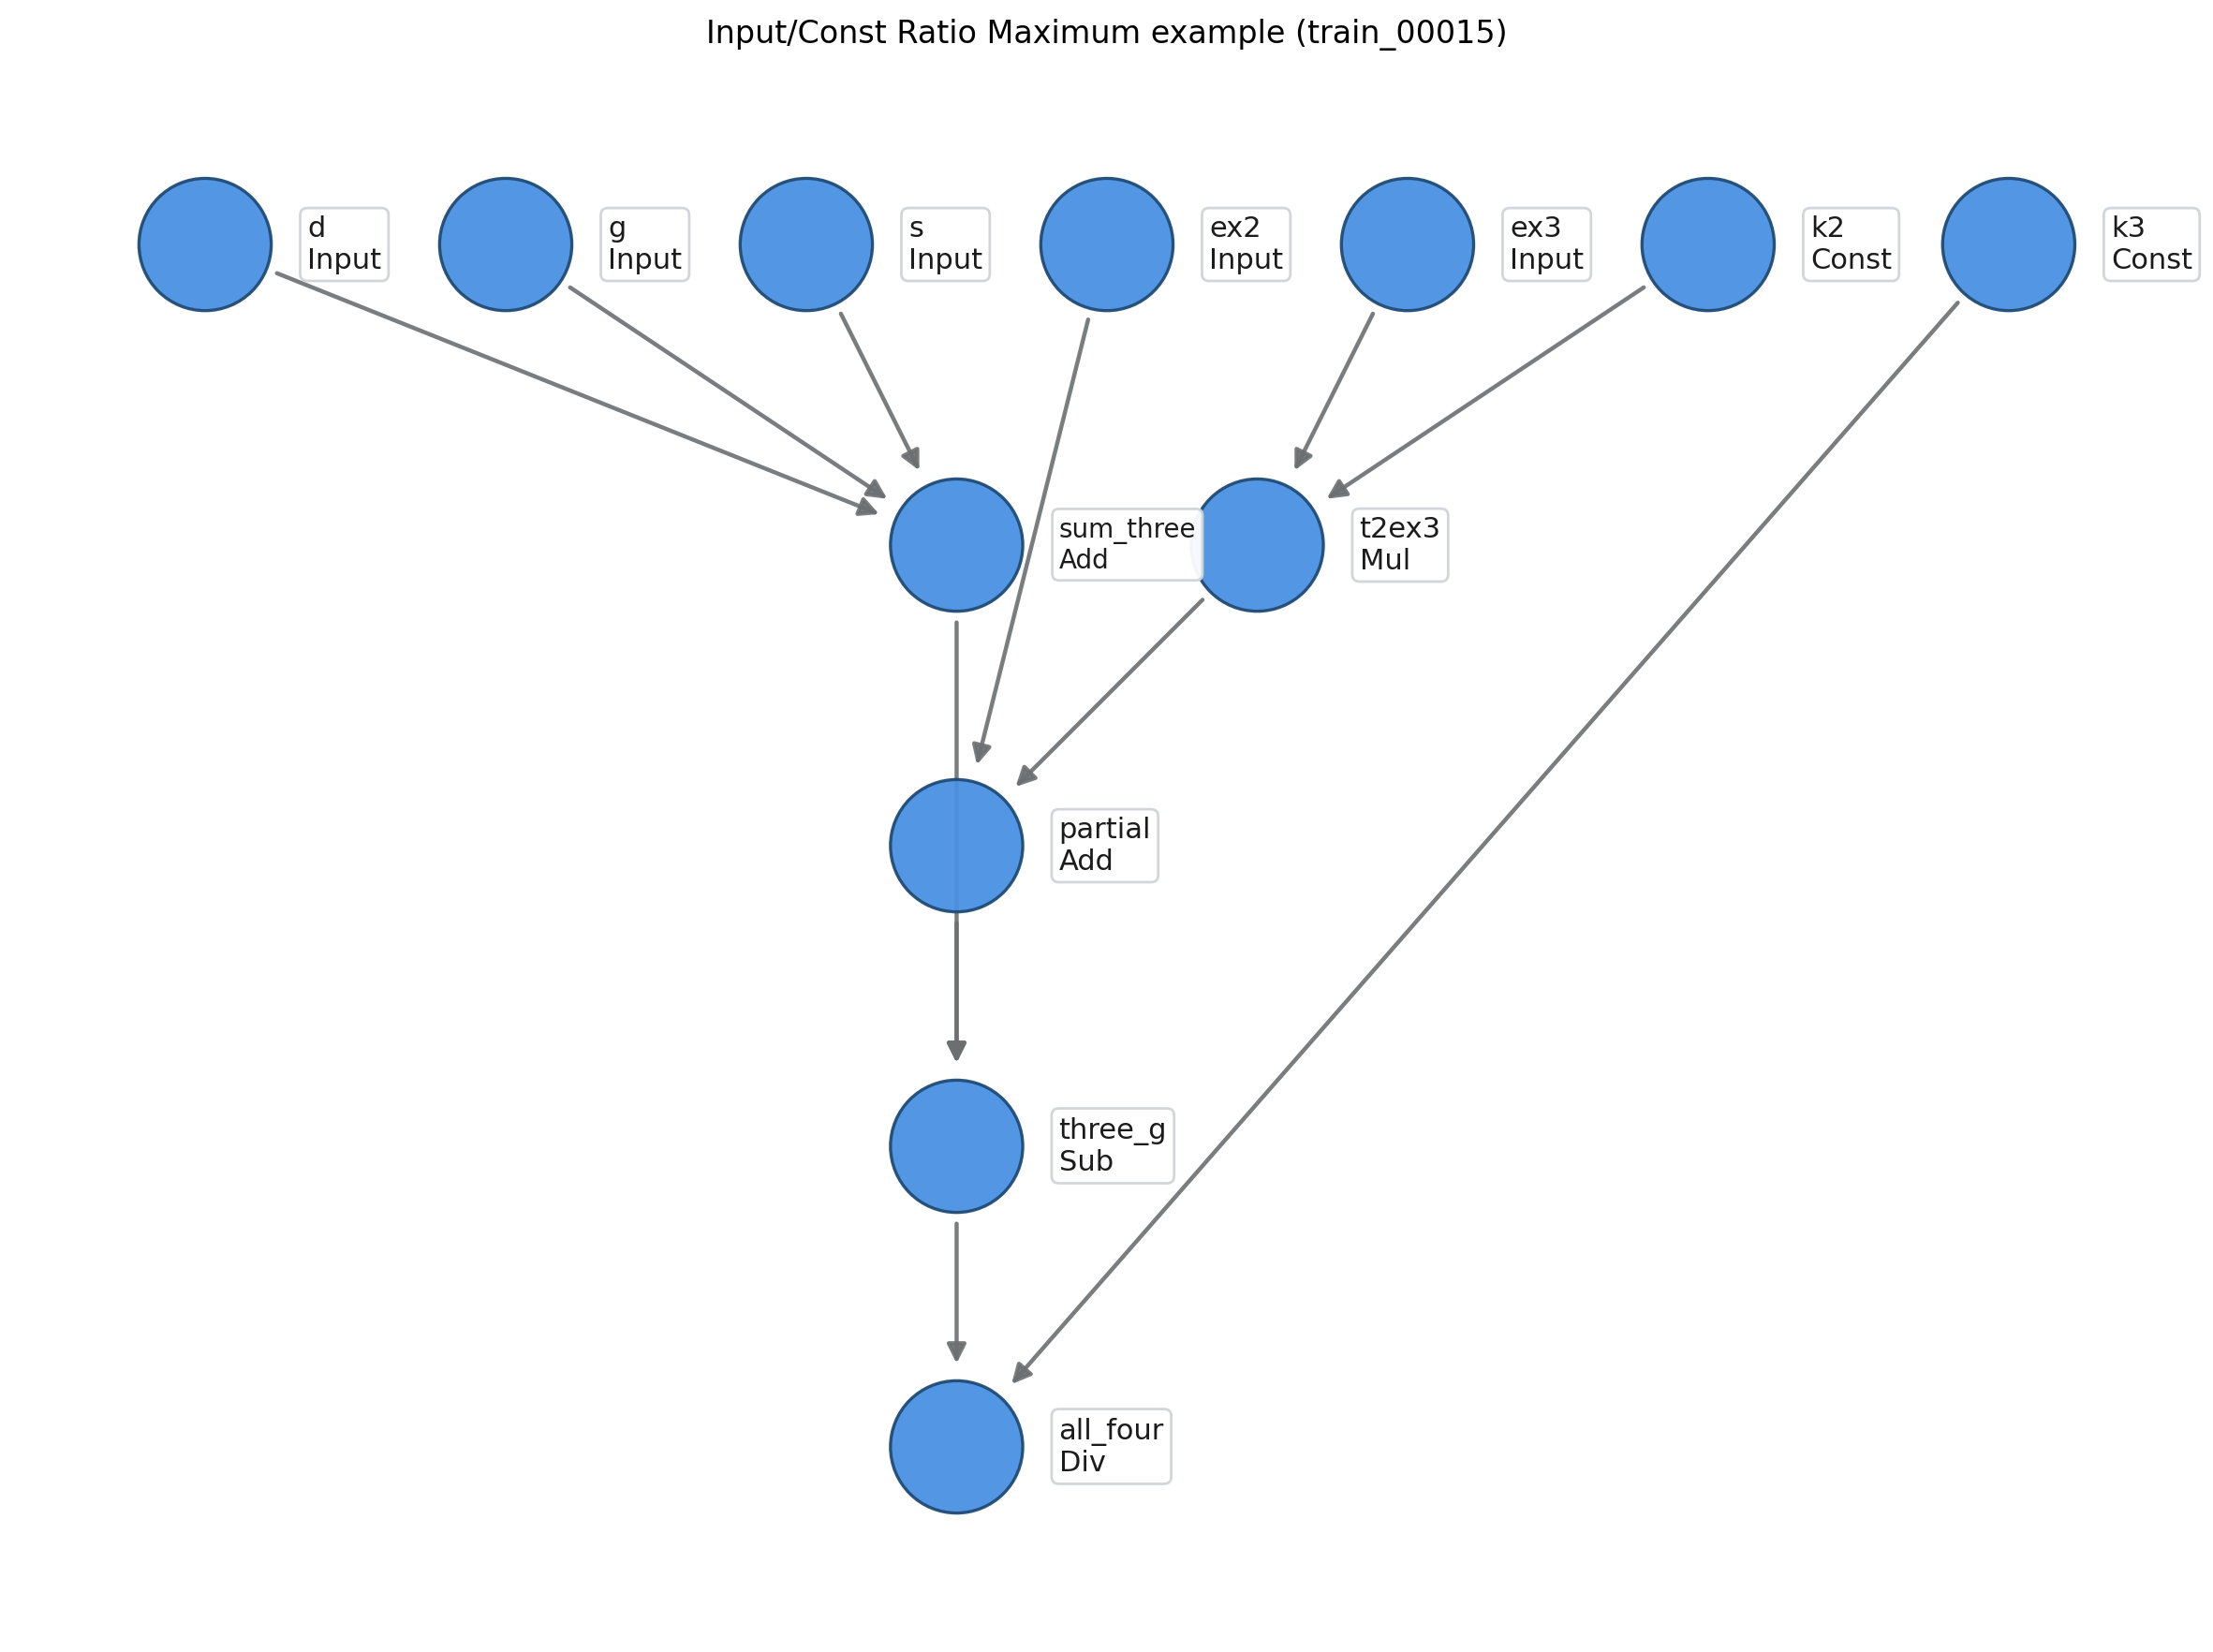 Input/Const Ratio Maximum example (train_00015)
d
Input
g
Input
s
Input
ex2
Input
ex3
Input
k2
Const
k3
Const
sum_three
Add
t2ex3
Mul
partial
Add
three_g
Sub
all_four
Div